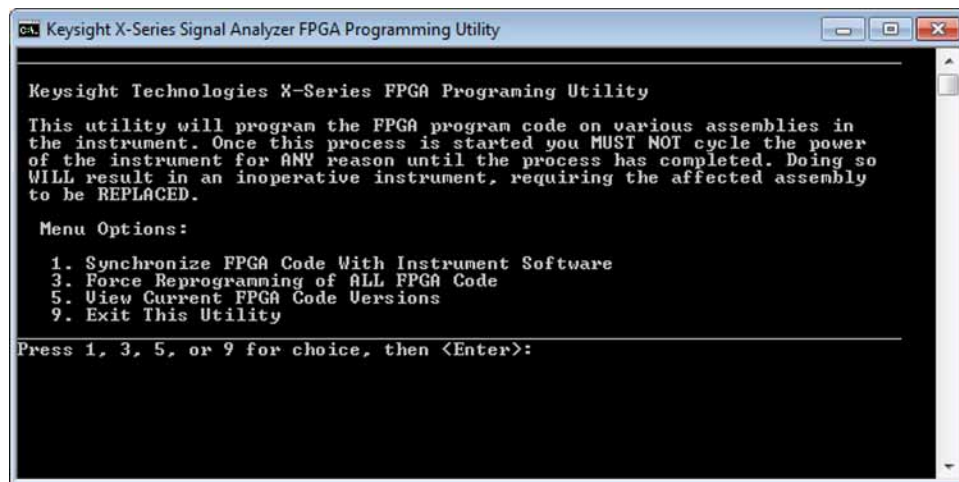 Keysight X-Series Signal Analyzer FPGA Programming Utility
Keysight Technologies X-Series FPGA Programing Utility
This utility will program the FPGA program code on various assemblies in
the instrument. Once this process is started you MUST NOT cycle the power
of the instrument for ANY reason until the process has completed. Doing so
WILL result in an inoperative instrument, requiring the affected assembly
to be REPLACED.
Menu Options:
1. Synchronize FPGA Code With Instrument Software
3. Force Reprogramming of ALL FPGA Code
5. View Current FPGA Code Versions
9. Exit This Utility
Press 1, 3, 5, or 9 for choice, then <Enter>: